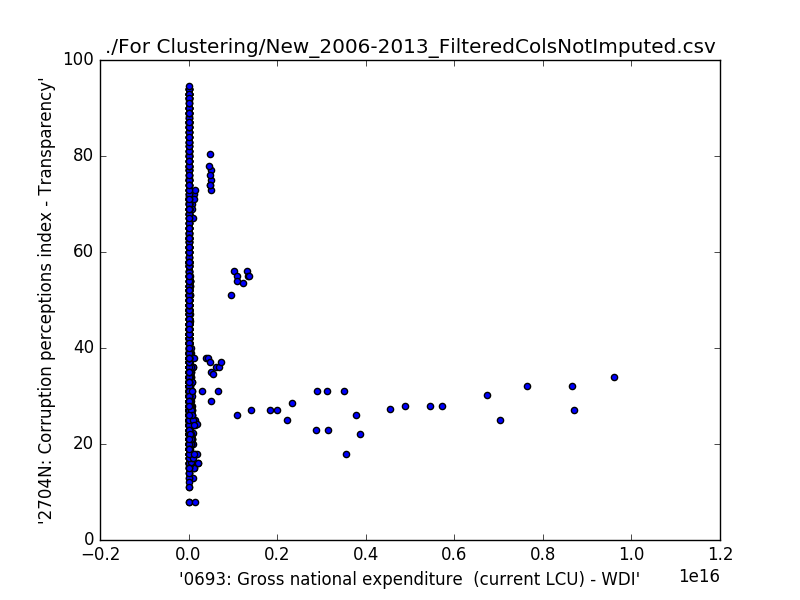 ./For Clustering/New_2006-2013_FilteredColsNotImputed.csv
'2704N: Corruption perceptions index - Transparency'
100
80
60
40
20
0
−0.2 0.0 0.2 0.4 0.6 0.8 1.0 1.2
1e16
'0693: Gross national expenditure  (current LCU) - WDI'